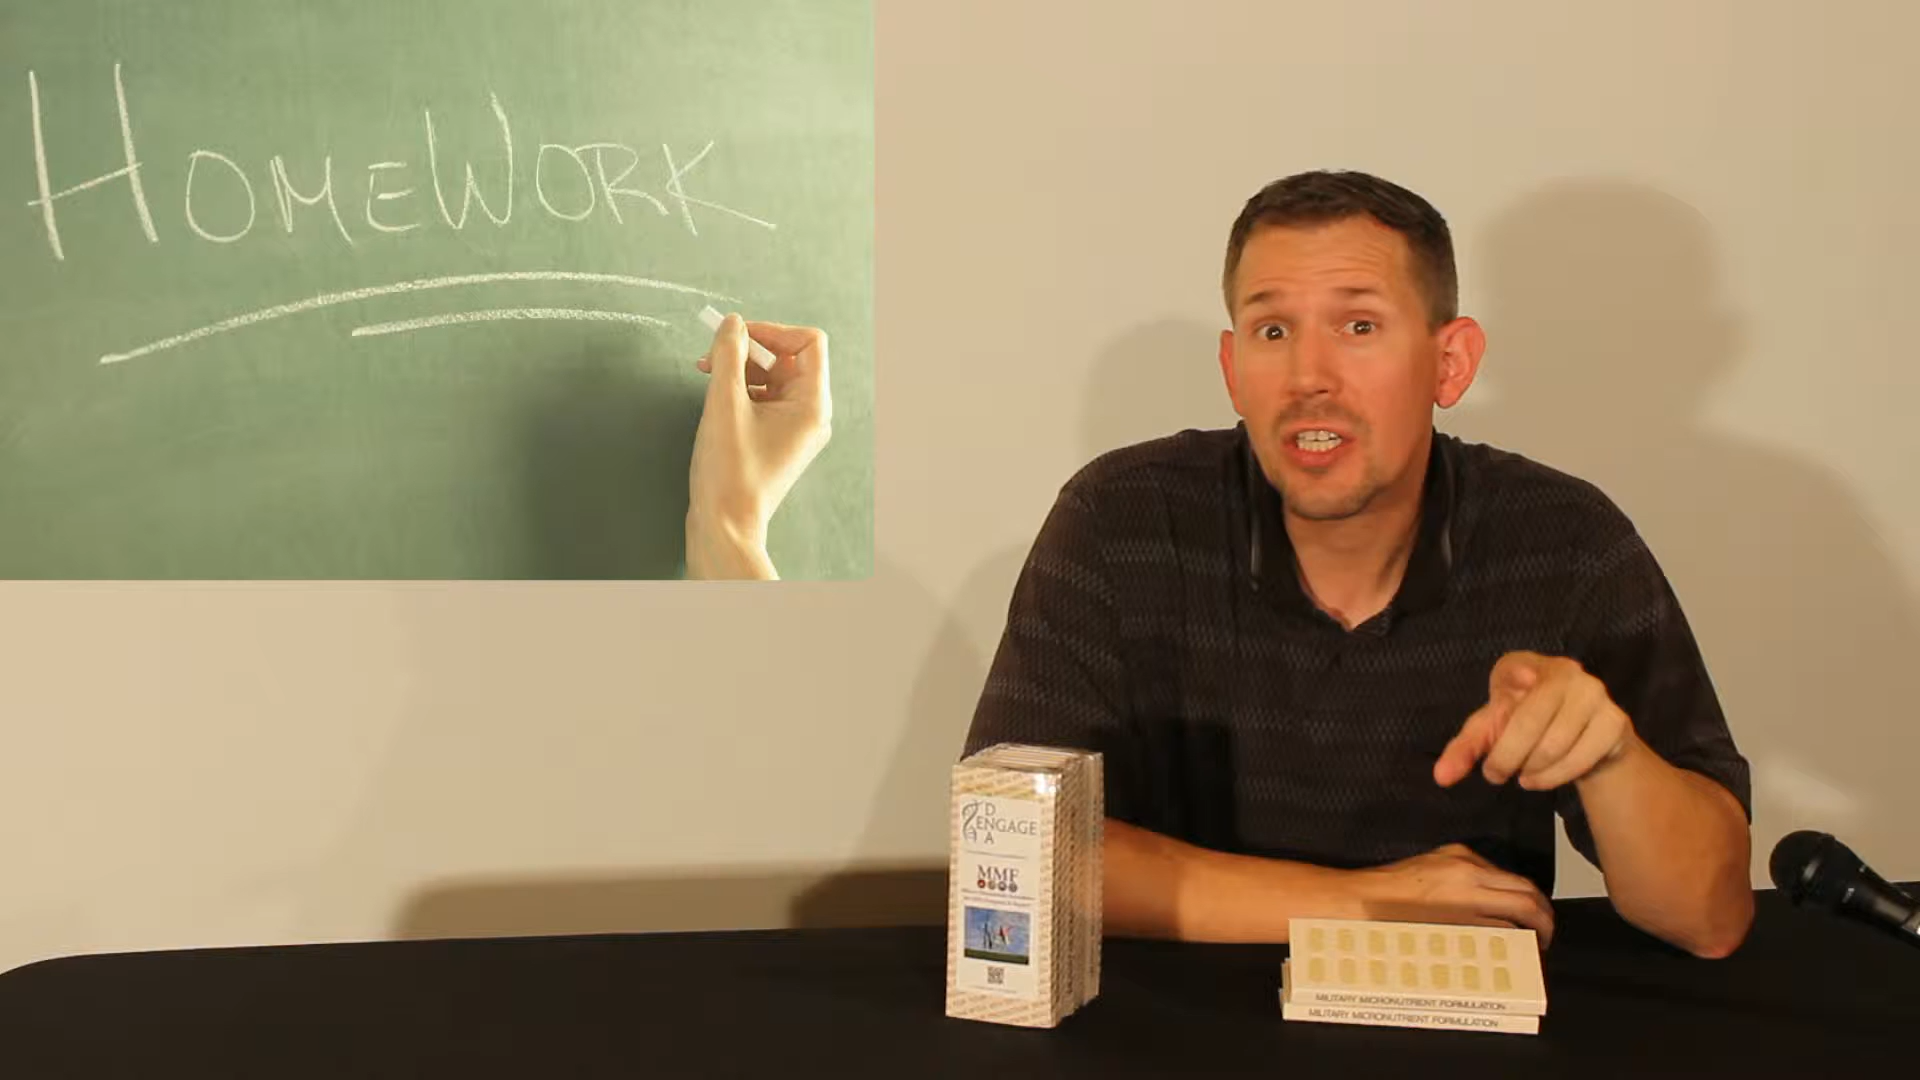 HOMEWORK
D
ENGAGE
A
MMF
MILITARY MICRONUTRIENT FORMULATION
MILITARY MICRONUTRIENT FORMULATION